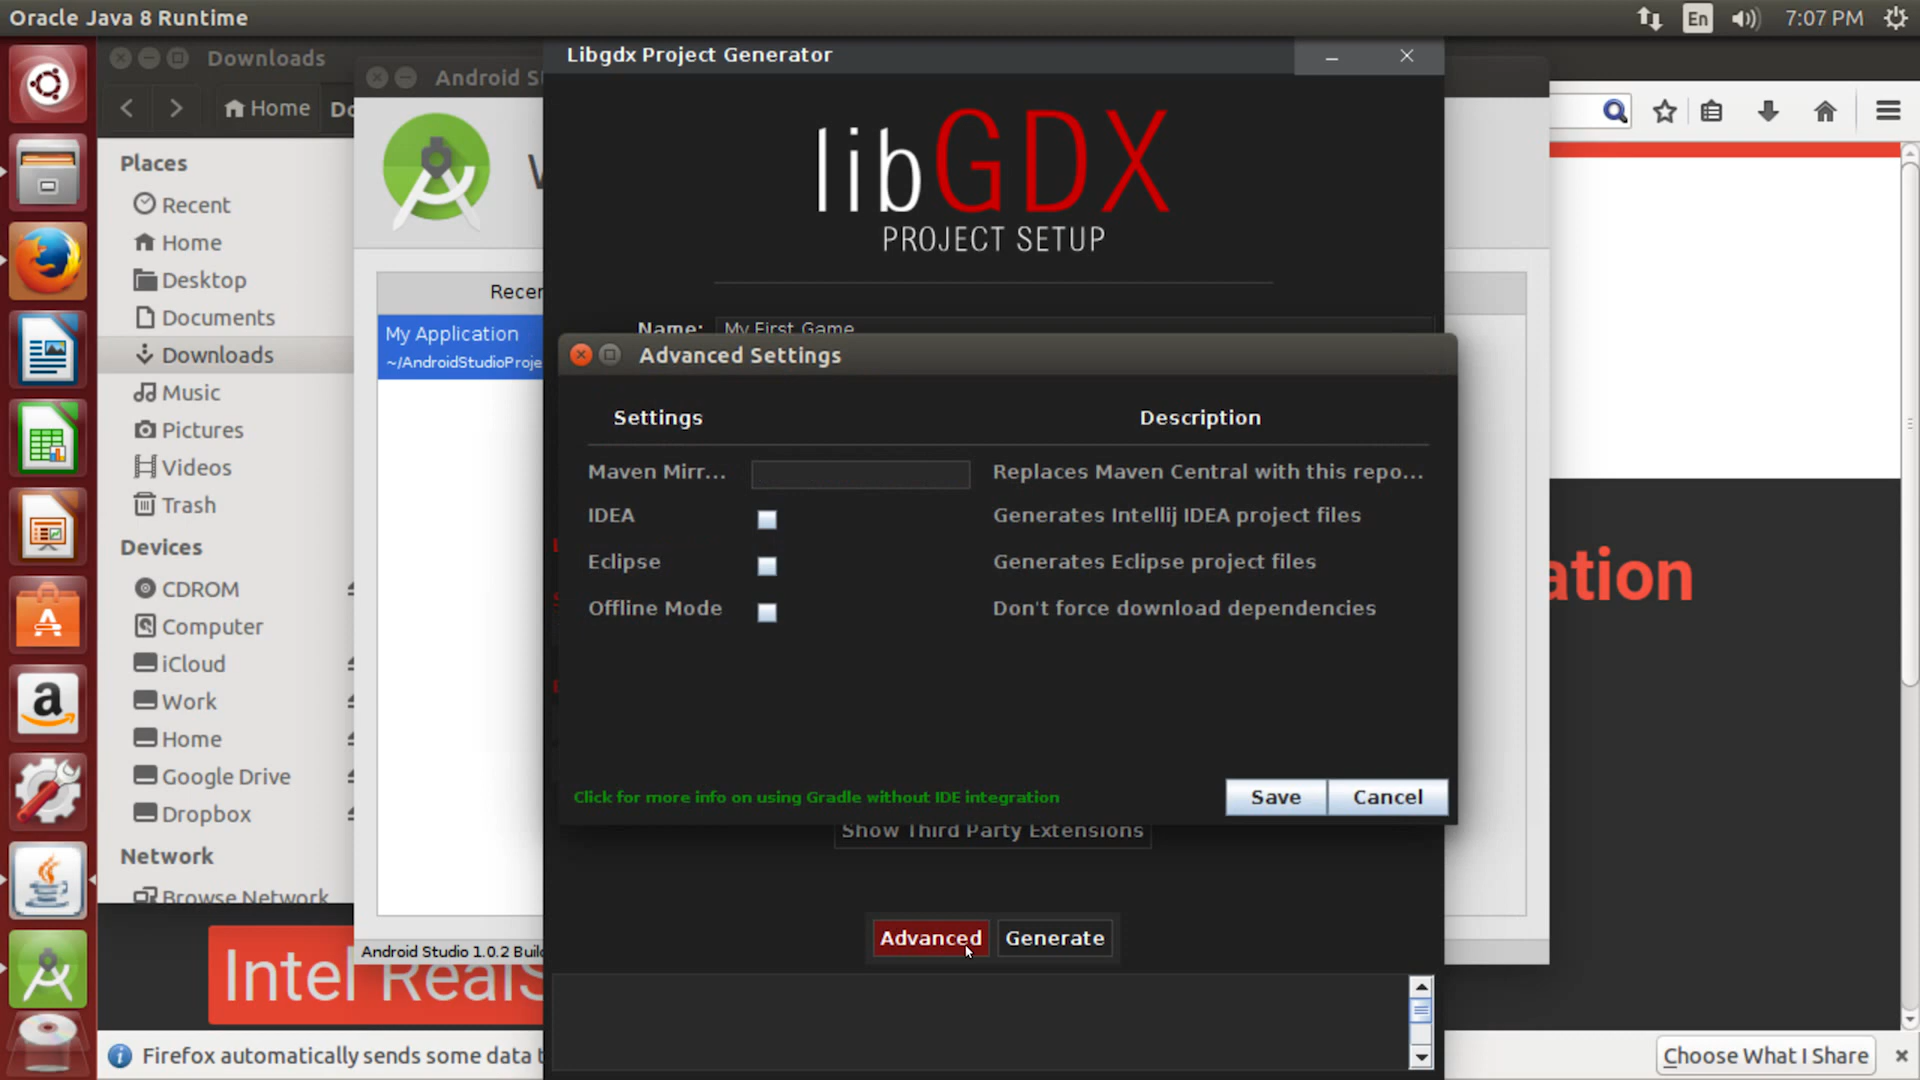 Oracle Java 8 Runtime
En
7:07 PM
Downloads
Home
Places
Recent
Home
Desktop
Documents
Downloads
Music
Pictures
Videos
Trash
Devices
CDROM
Computer
iCloud
Work
Home
Google Drive
Dropbox
Network
Browse Network
My Application
~/AndroidStudioProje
Android Studio 1.0.2 Buil
Libgdx Project Generator
libGDX
PROJECT SETUP
Name: My First Game
Advanced Settings
Settings Description
Maven Mirr... Replaces Maven Central with this repo...
IDEA Generates Intellij IDEA project files
Eclipse Generates Eclipse project files
Offline Mode Don't force download dependencies
Click for more info on using Gradle without IDE integration
Save Cancel
Show Third Party Extensions
Advanced Generate
ation
Intel RealS
Firefox automatically sends some data t
Choose What I Share